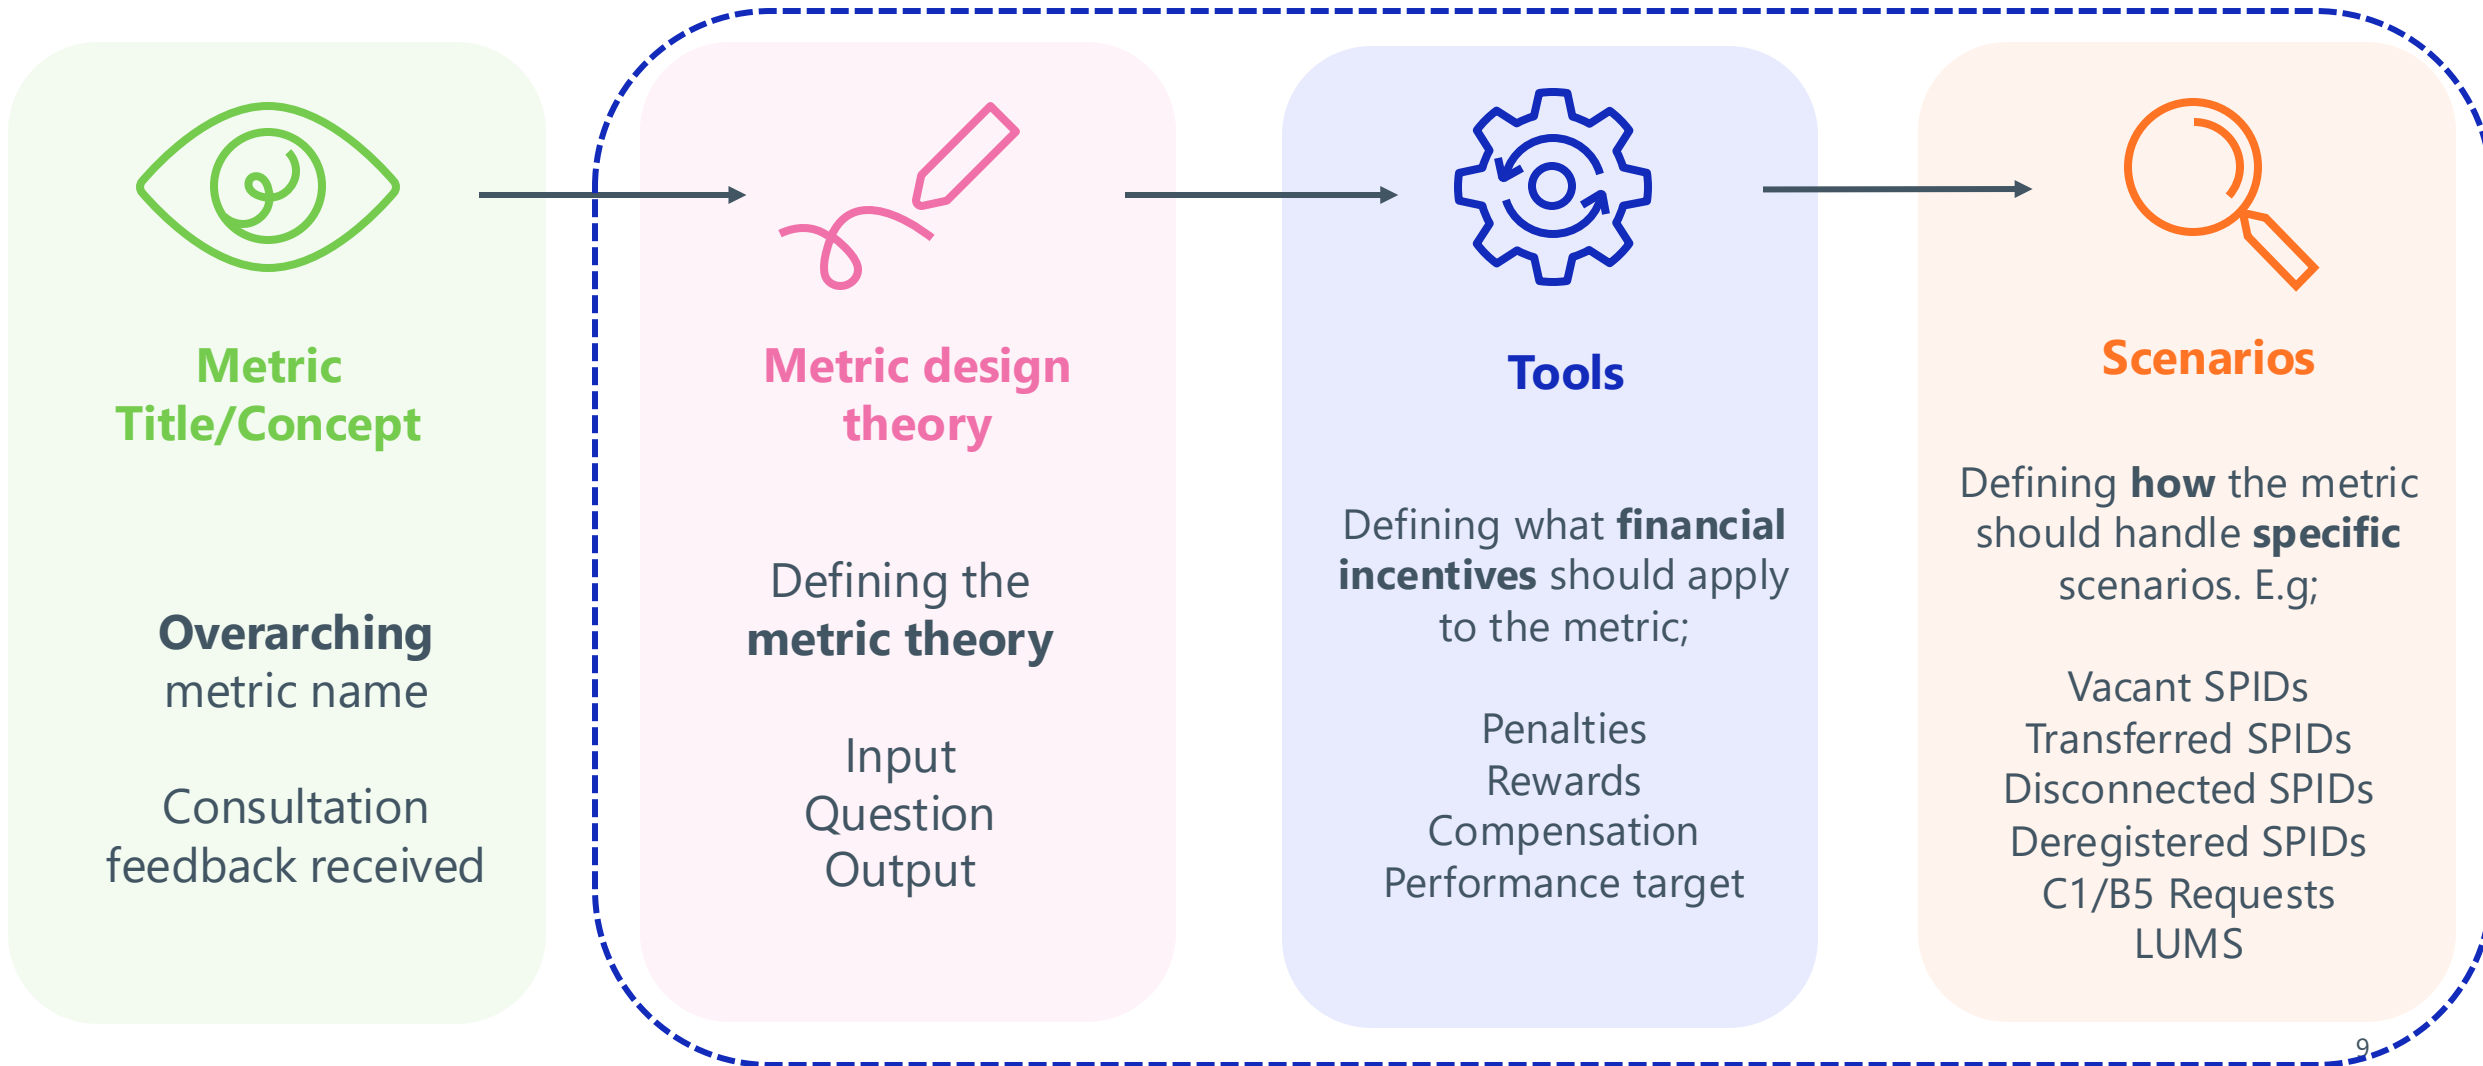 Metric
Title/Concept
Overarching
metric name
Consultation
feedback received
Metric design
theory
Defining the
metric theory
Input
Question
Output
Tools
Defining what financial
incentives should apply
to the metric;
Penalties
Rewards
Compensation
Performance target
Scenarios
Defining how the metric
should handle specific
scenarios. E.g;
Vacant SPIDs
Transferred SPIDs
Disconnected SPIDs
Deregistered SPIDs
C1/B5 Requests
LUMS
9